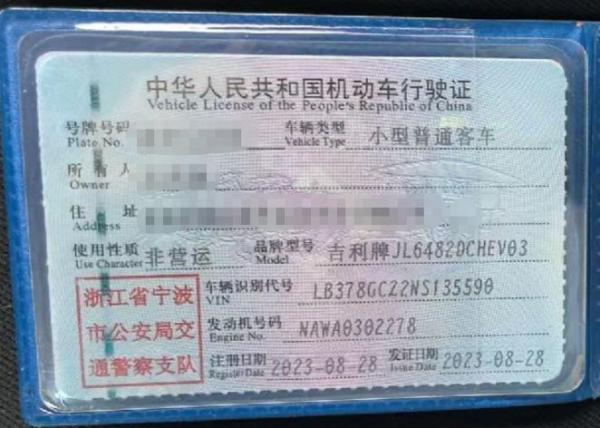 中华人民共和国机动车行驶证
Vehicle License of the People's Republic of China
号牌号码 车辆类型 小型普通客车
Plate No. Vehicle Type
所有人
Owner
住址
Address
使用性质 非营运 品牌型号 吉利牌JL6482DCHEV03
Use Character Model
浙江省宁波
市公安局交
通警察支队
车辆识别代号 LB378GC22NS135590
VIN
发动机号码 NAWA0302278
Engine No.
注册日期 2023-08-28 发证日期 2023-08-28
Register Date Issue Date